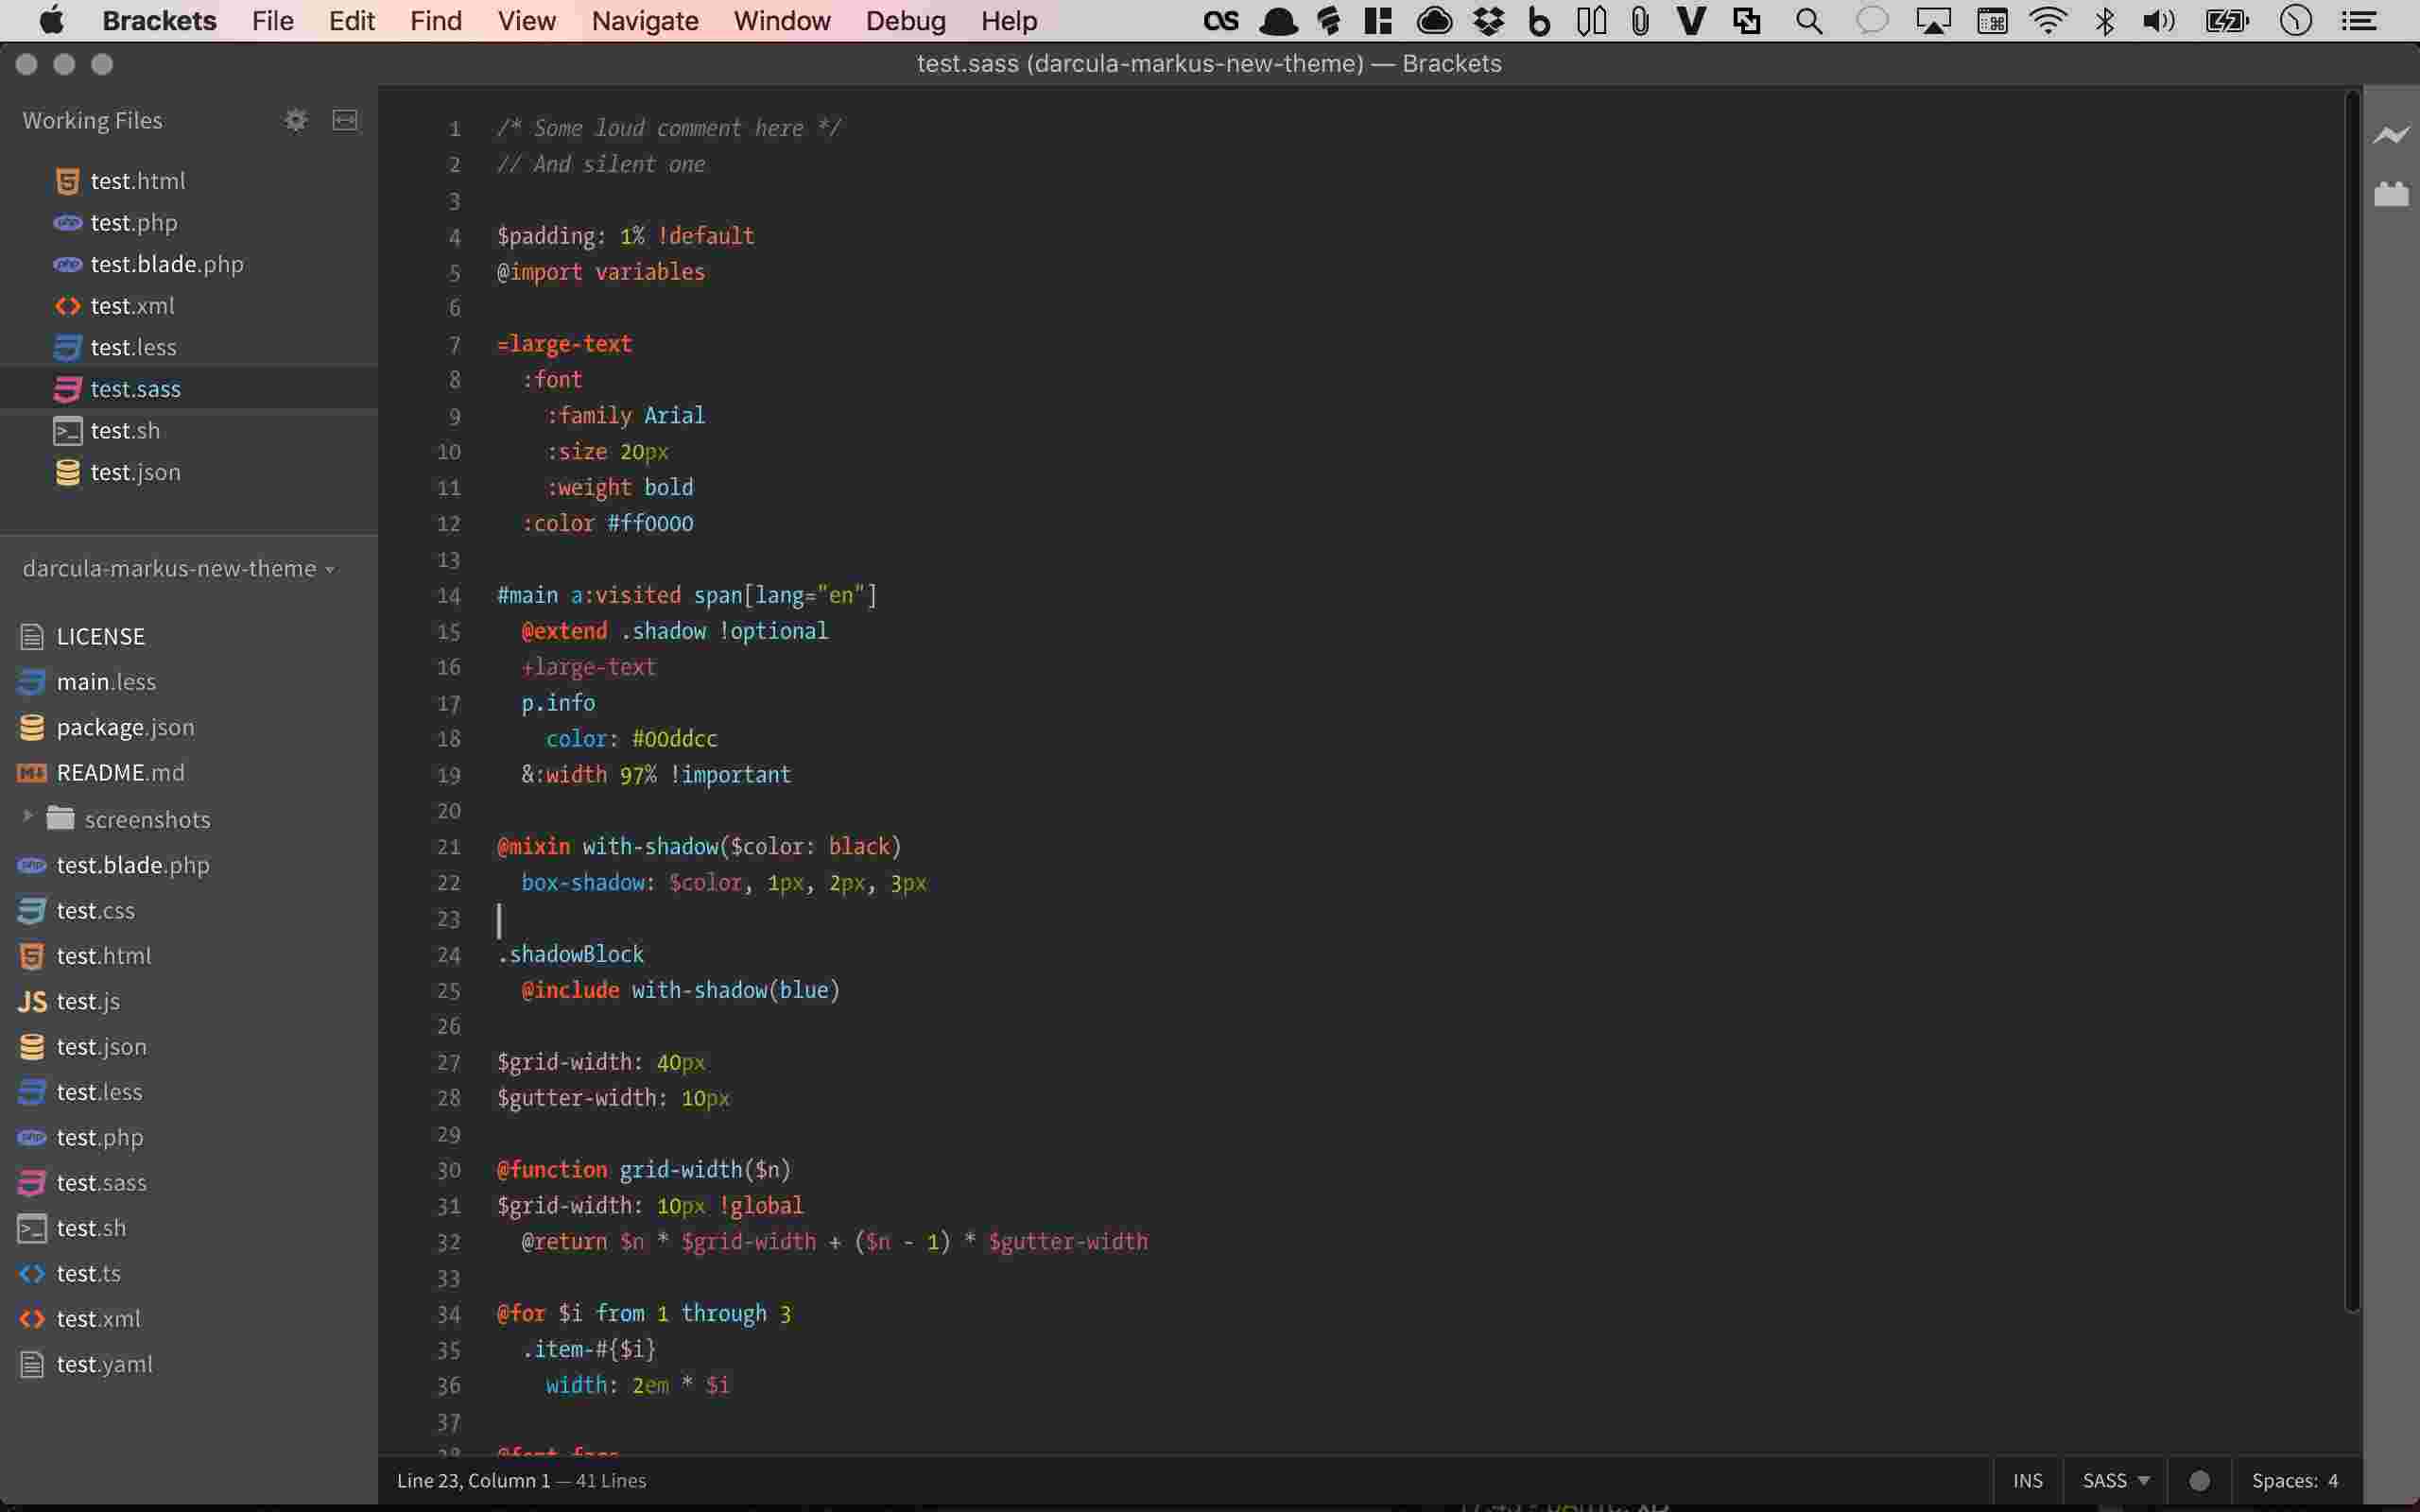 Brackets File Edit Find View Navigate Window Debug Help
test.sass (darcula-markus-new-theme) — Brackets
Working Files
test.html
test.php
test.blade.php
test.xml
test.less
test.sass
test.sh
test.json
darcula-markus-new-theme
LICENSE
main.less
package.json
README.md
screenshots
test.blade.php
test.css
test.html
JS test.js
test.json
test.less
test.php
test.sass
test.sh
test.ts
test.xml
test.yaml
1 /* Some loud comment here */
2 // And silent one
3
4 $padding: 1% !default
5 @import variables
6
7 =large-text
8 :font
9 :family Arial
10 :size 20px
11 :weight bold
12 :color #ff0000
13
14 #main a:visited span[lang="en"]
15 @extend .shadow !optional
16 +large-text
17 p.info
18 color: #00ddcc
19 &:width 97% !important
20
21 @mixin with-shadow($color: black)
22 box-shadow: $color, 1px, 2px, 3px
23
24 .shadowBlock
25 @include with-shadow(blue)
26
27 $grid-width: 40px
28 $gutter-width: 10px
29
30 @function grid-width($n)
31 $grid-width: 10px !global
32 @return $n * $grid-width + ($n - 1) * $gutter-width
33
34 @for $i from 1 through 3
35 .item-#{$i}
36 width: 2em * $i
37
38 @font-face
Line 23, Column 1 — 41 Lines
INS SASS Spaces: 4